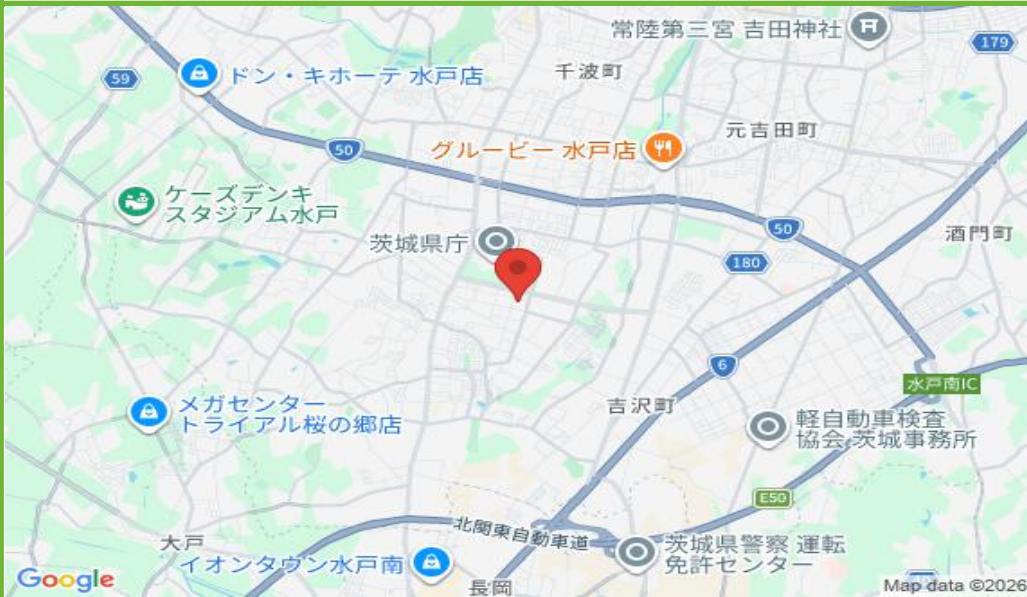 常陸第三宮 吉田神社
179
59
ドン・キホーテ 水戸店
千波町
元吉田町
50
グルービー 水戸店
ケーズデンキ
スタジアム水戸
50
酒門町
茨城県庁
180
6
水戸南IC
メガセンター
トライアル桜の郷店
吉沢町
軽自動車検査
協会 茨城事務所
E50
北関東自動車道
大戸
茨城県警察 運転
免許センター
イオンタウン水戸南
長岡
Google
Map data ©2026